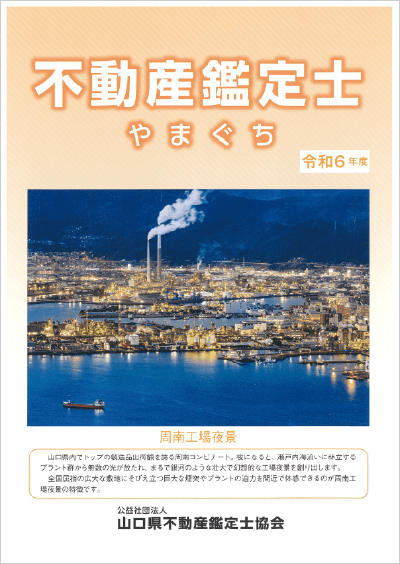 不動産鑑定士
やまぐち
令和6年度
周南工場夜景
山口県内でトップの製造品出荷額を誇る周南コンビナート。夜になると、瀬戸内海沿いに林立する
プラント群から無数の光が放たれ、まるで銀河のような壮大で幻想的な工場夜景を創り出します。
全国屈指の広大な敷地にそびえ立つ巨大な煙突やプラントの迫力を間近で体感できるのが周南工
場夜景の特徴です。
公益社団法人
山口県不動産鑑定士協会